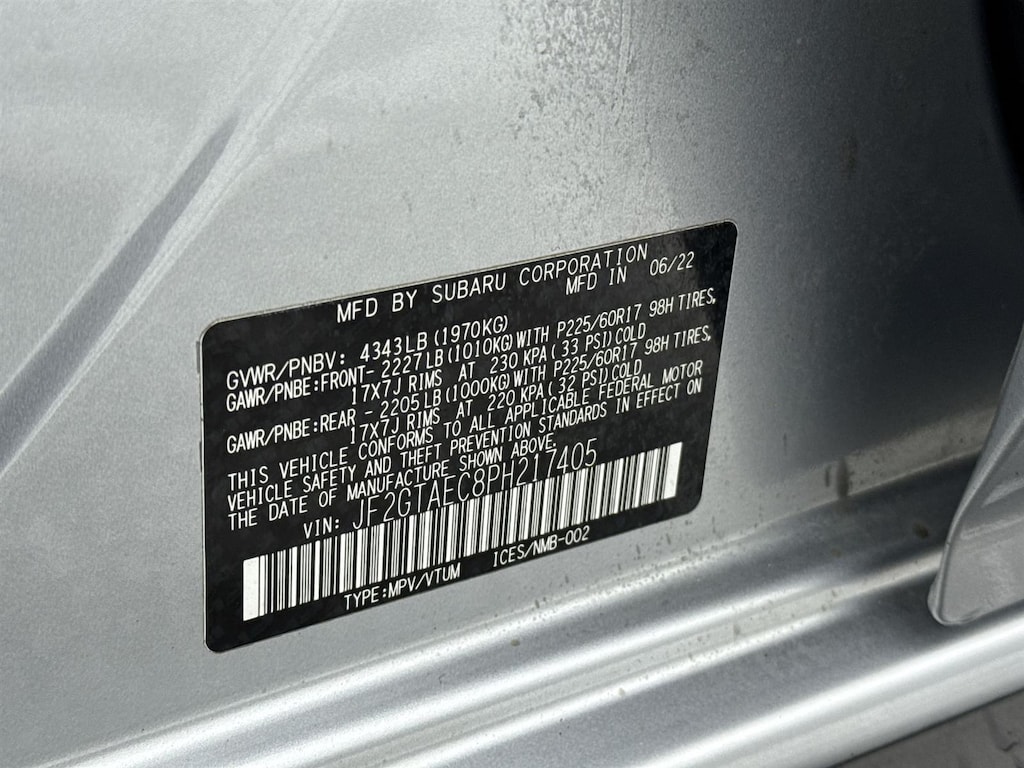 MFD BY SUBARU CORPORATION
MFD IN 06/22
GVWR/PNBV: 4343LB(1970KG)
GAWR/PNBE:FRONT- 2227LB(1010KG)WITH P225/60R17 98H TIRES,
17X7J RIMS AT 230 KPA(33 PSI)COLD
GAWR/PNBE:REAR - 2205LB(1000KG)WITH P225/60R17 98H TIRES,
17X7J RIMS AT 220 KPA(32 PSI)COLD
THIS VEHICLE CONFORMS TO ALL APPLICABLE FEDERAL MOTOR
VEHICLE SAFETY AND THEFT PREVENTION STANDARDS IN EFFECT ON
THE DATE OF MANUFACTURE SHOWN ABOVE.
VIN: JF2GTAEC8PH217405
TYPE:MPV/VTUM ICES/NMB-002